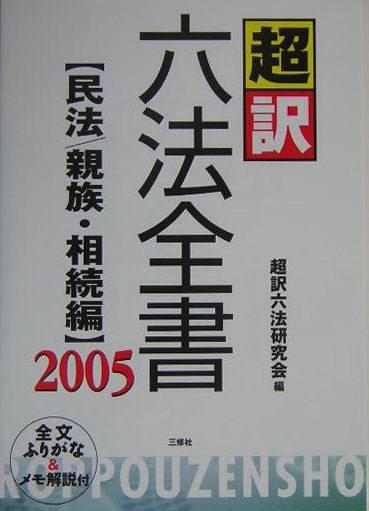 超訳
六法全書
【民法/親族・相続編】
2005
超訳六法研究会 編
三修社
全文
ふりがな
&
メモ解説付
ROPPOUZENSHO